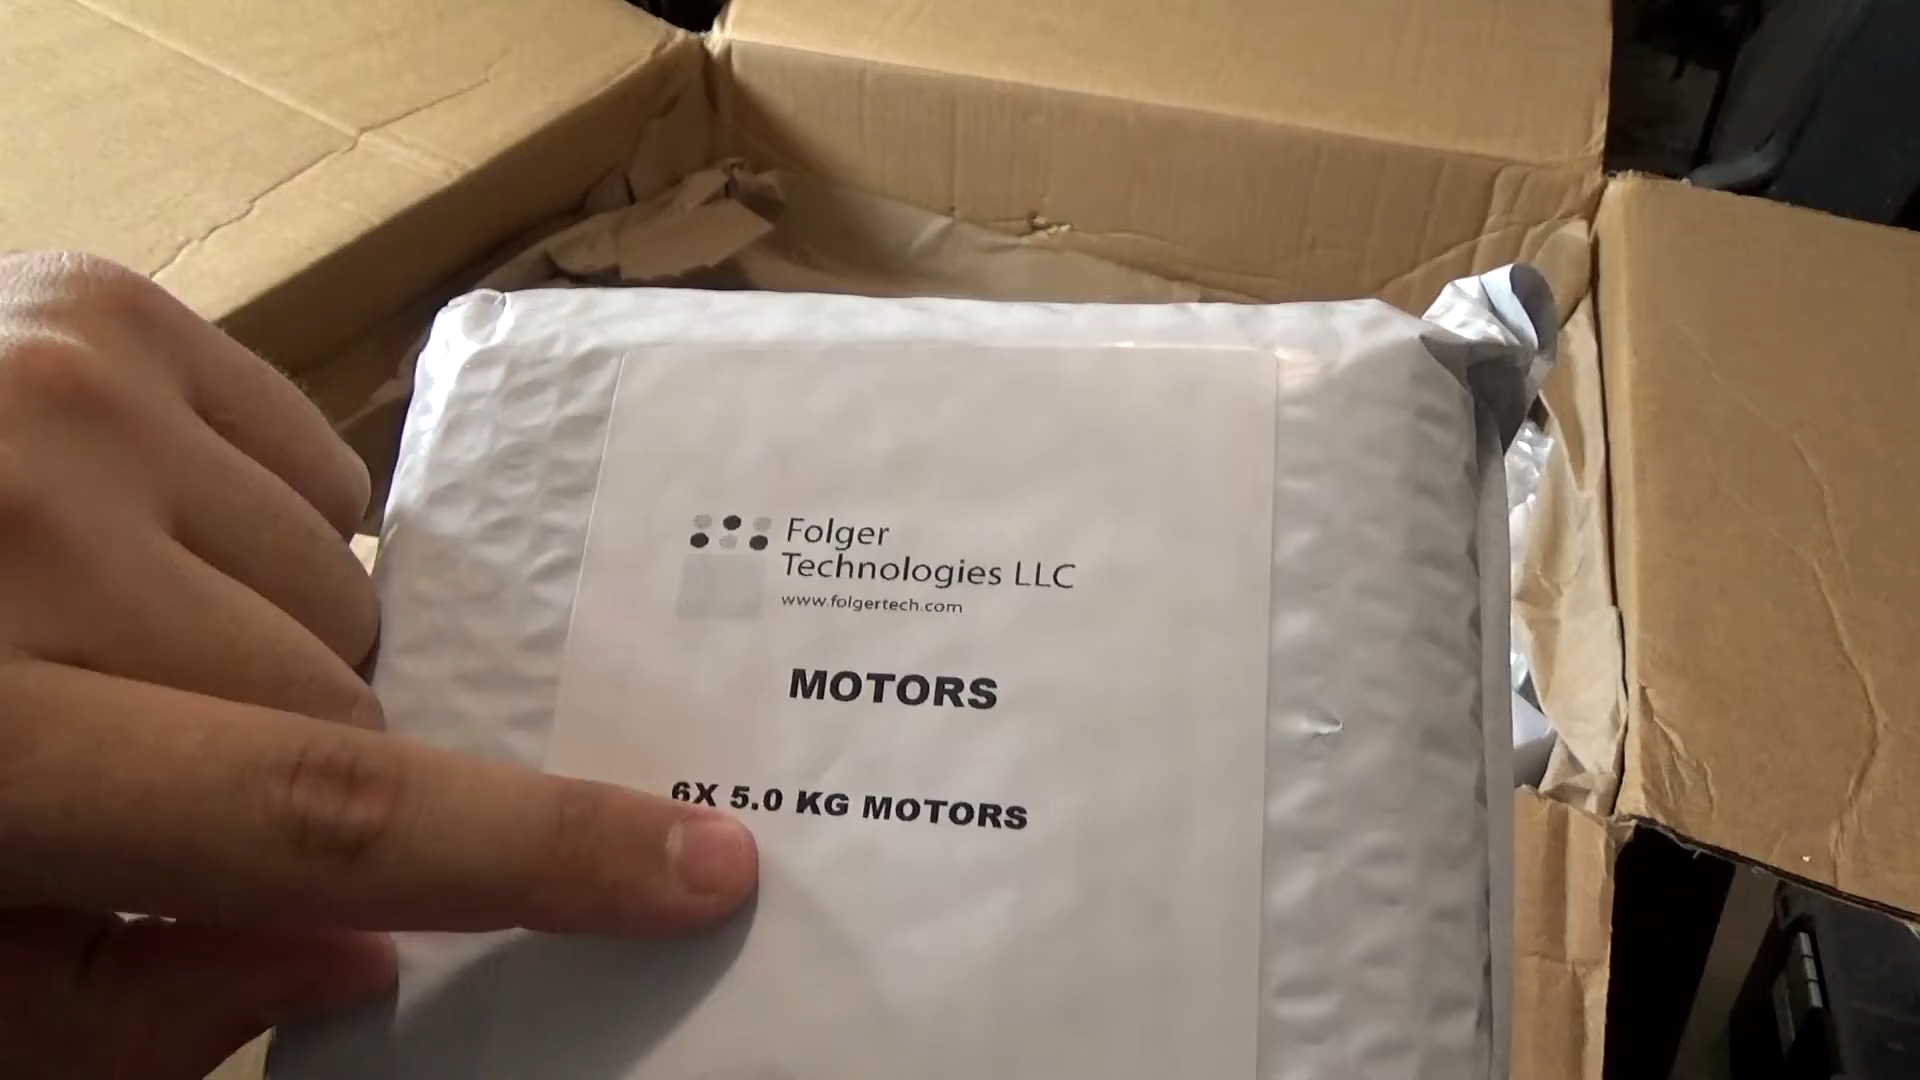 Folger
Technologies LLC
www.folgertech.com
MOTORS
6X 5.0 KG MOTORS